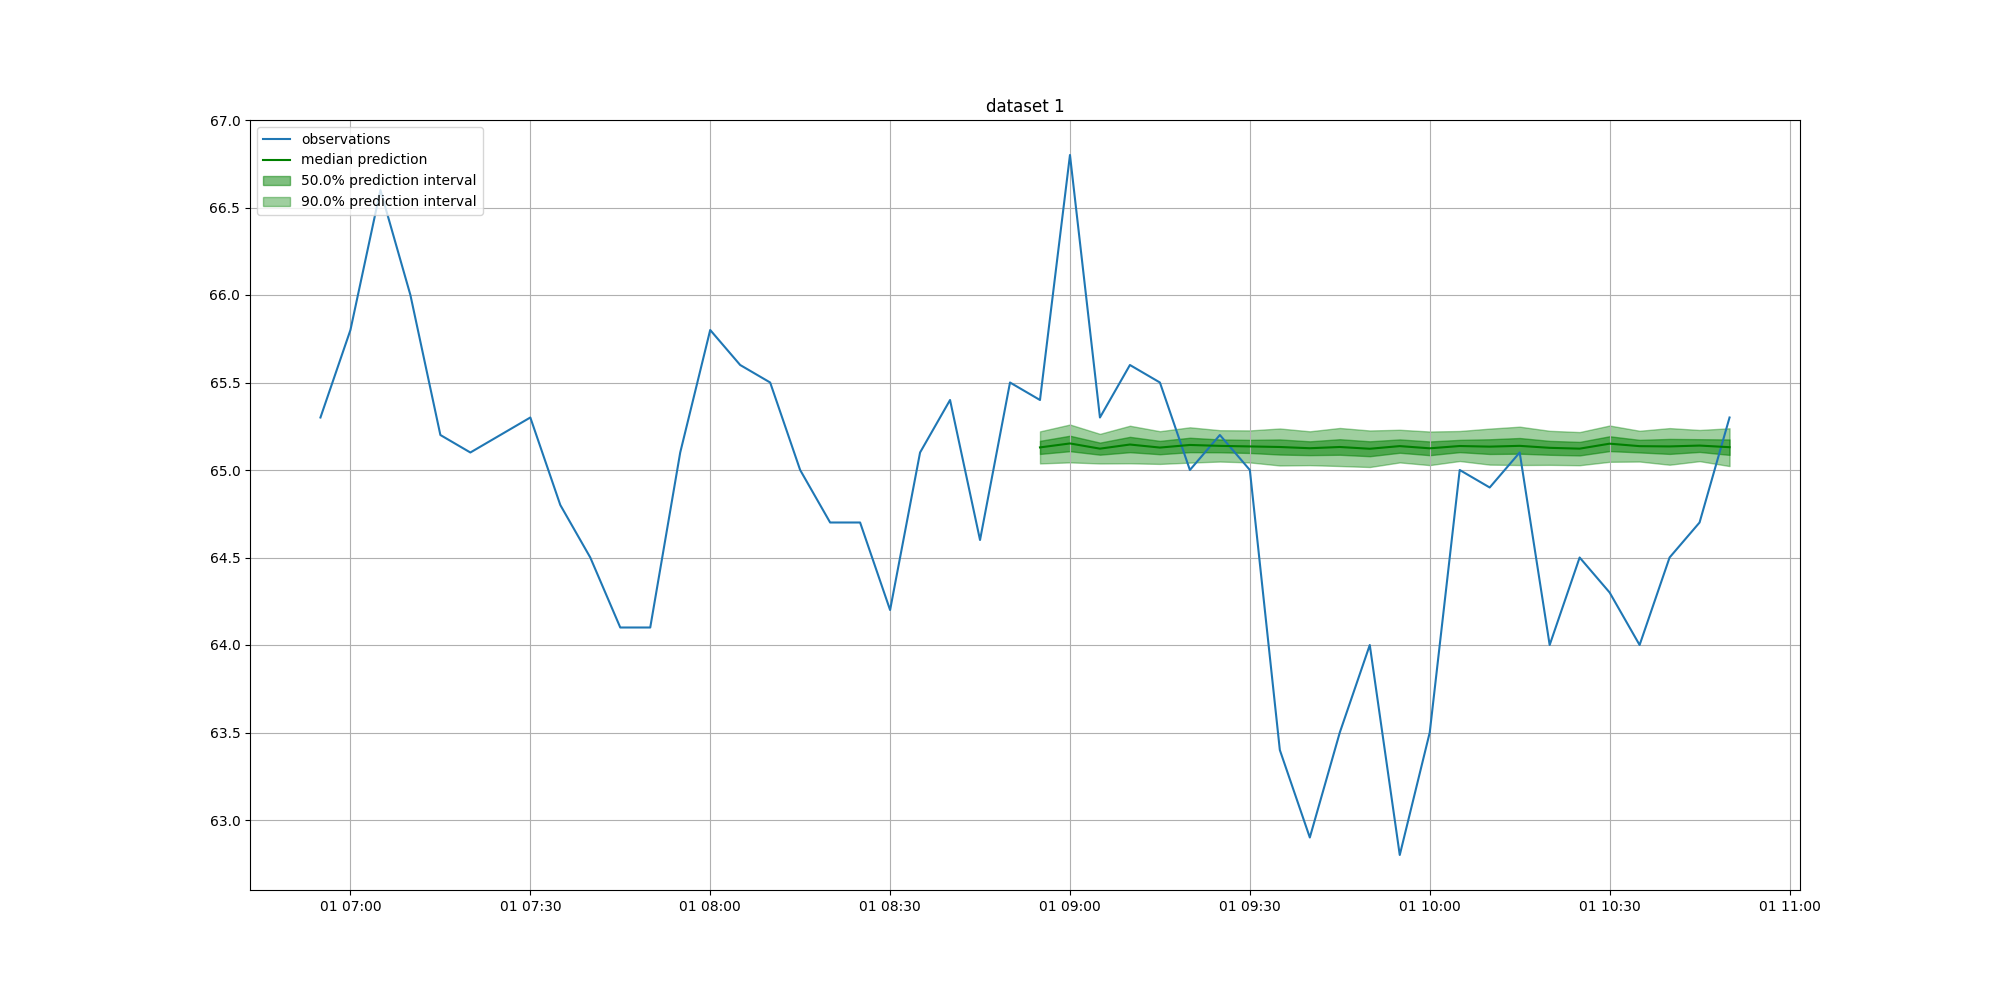 dataset 1
67.0
66.5
66.0
65.5
65.0
64.5
64.0
63.5
63.0
observations
median prediction
50.0% prediction interval
90.0% prediction interval
01 07:00 01 07:30 01 08:00 01 08:30 01 09:00 01 09:30 01 10:00 01 10:30 01 11:00